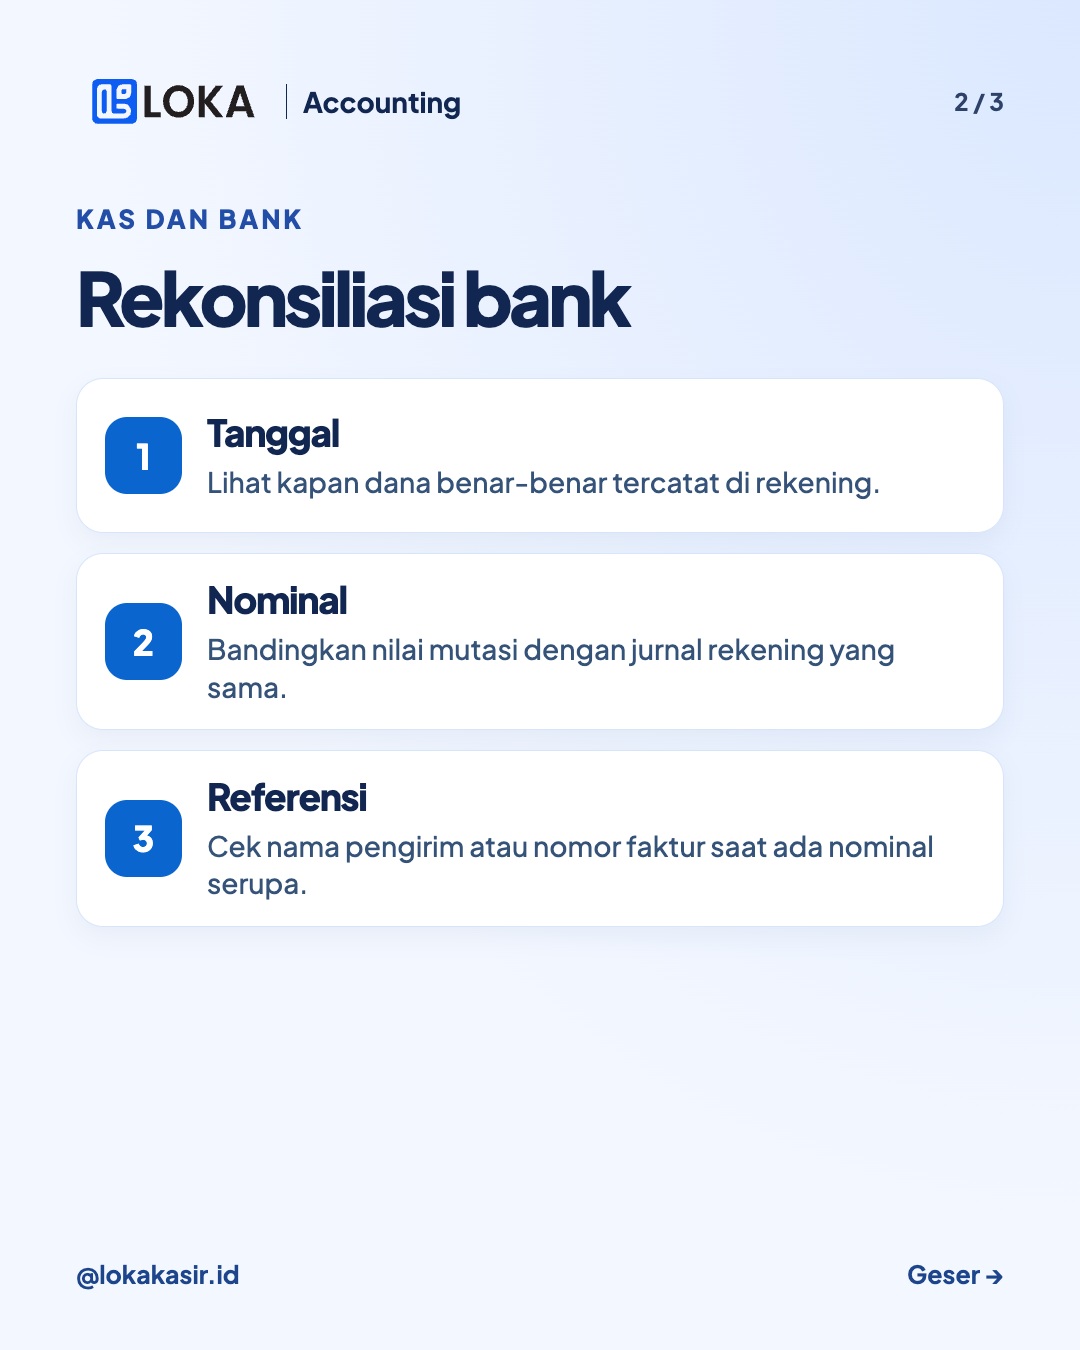 LOKA | Accounting
2 / 3
KAS DAN BANK
Rekonsiliasi bank
1
Tanggal
Lihat kapan dana benar-benar tercatat di rekening.
2
Nominal
Bandingkan nilai mutasi dengan jurnal rekening yang
sama.
3
Referensi
Cek nama pengirim atau nomor faktur saat ada nominal
serupa.
@lokakasir.id
Geser →